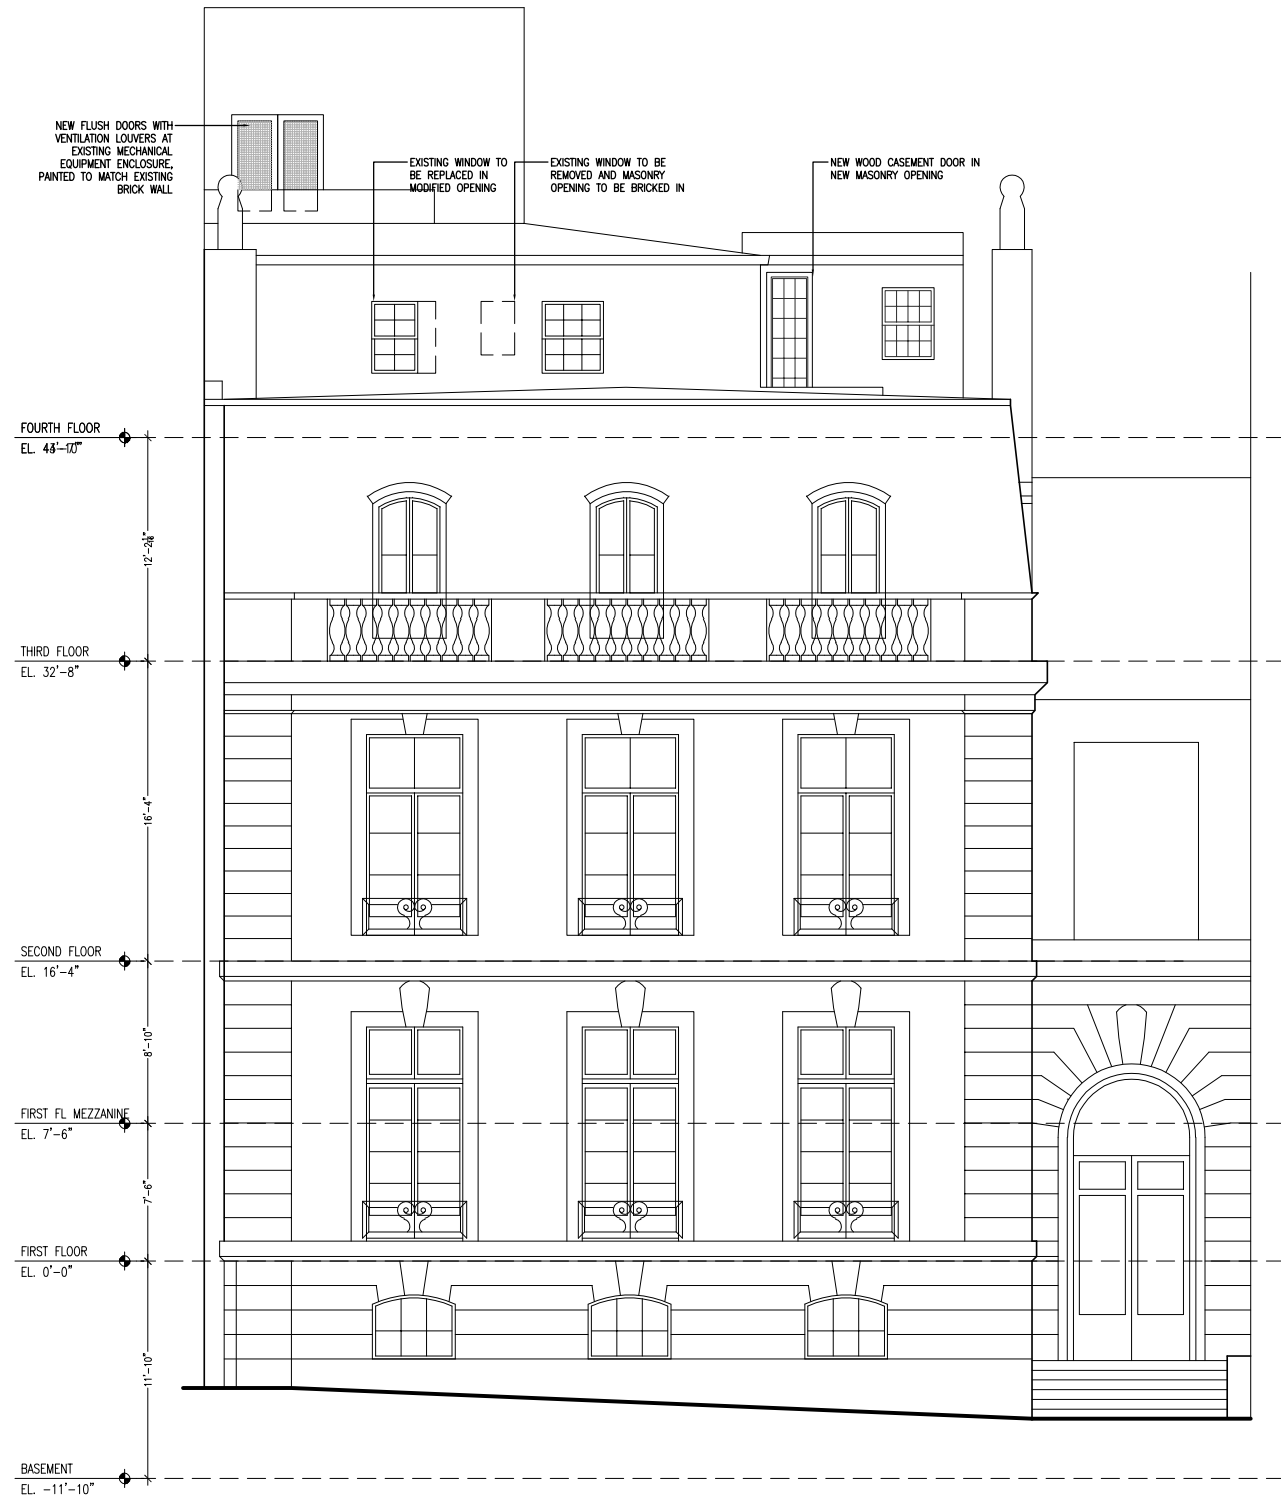 NEW FLUSH DOORS WITH
VENTILATION LOUVERS AT
EXISTING MECHANICAL
EQUIPMENT ENCLOSURE,
PAINTED TO MATCH EXISTING
BRICK WALL
EXISTING WINDOW TO
BE REPLACED IN
MODIFIED OPENING
EXISTING WINDOW TO BE
REMOVED AND MASONRY
OPENING TO BE BRICKED IN
NEW WOOD CASEMENT DOOR IN
NEW MASONRY OPENING
FOURTH FLOOR
EL.
THIRD FLOOR
EL. 32'-8"
16'-4"
SECOND FLOOR
EL. 16'-4"
8'-10"
FIRST FL MEZZANINE
EL. 7'-6"
7'-6"
FIRST FLOOR
EL. 0'-0"
11'-10"
BASEMENT
EL. -11'-10"